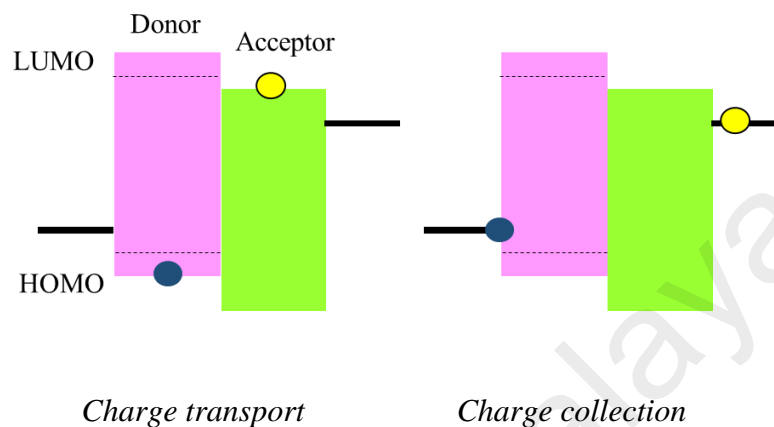 Donor
Acceptor
LUMO
HOMO
Charge transport
Charge collection